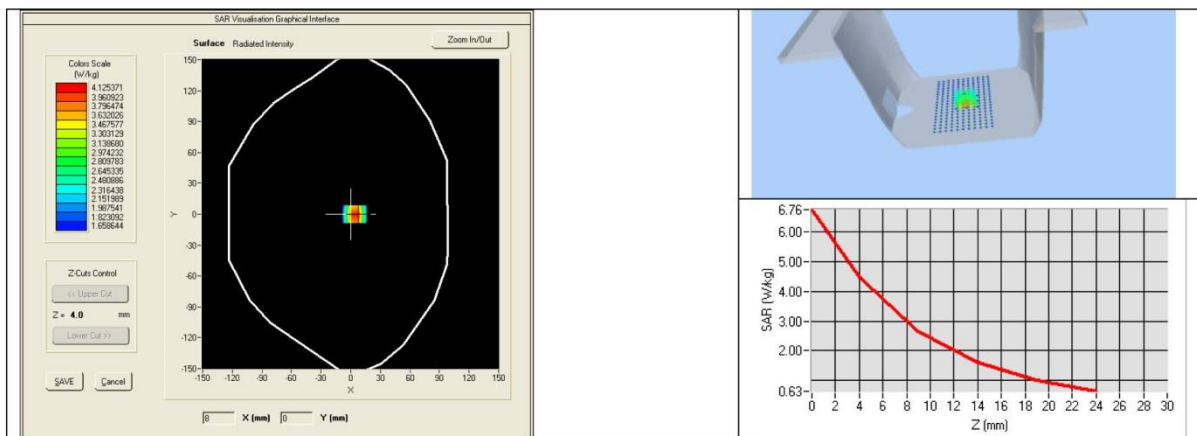 SAR Visualisation Graphical Interface
Surface Radiated Intensity
Zoom In/Out
Colors Scale
(W/kg)
4.125371
3.960923
3.796474
3.632026
3.467577
3.303129
3.138680
2.974232
2.809783
2.645335
2.480886
2.316438
2.151989
1.987541
1.823092
1.658644
Z-Cuts Control
<< Upper Cut
Z = 4.0 mm
Lower Cut >>
SAVE Cancel
150
120
90
60
30
Y 0
-30
-60
-90
-120
-150
-150 -120 -90 -60 -30 0 30 60 90 120 150
X
8 X (mm) 0 Y (mm)
6.76
6.00
5.00
4.00
3.00
2.00
0.63
SAR (W/kg)
0 2 4 6 8 10 12 14 16 18 20 22 24 26 28 30
Z (mm)